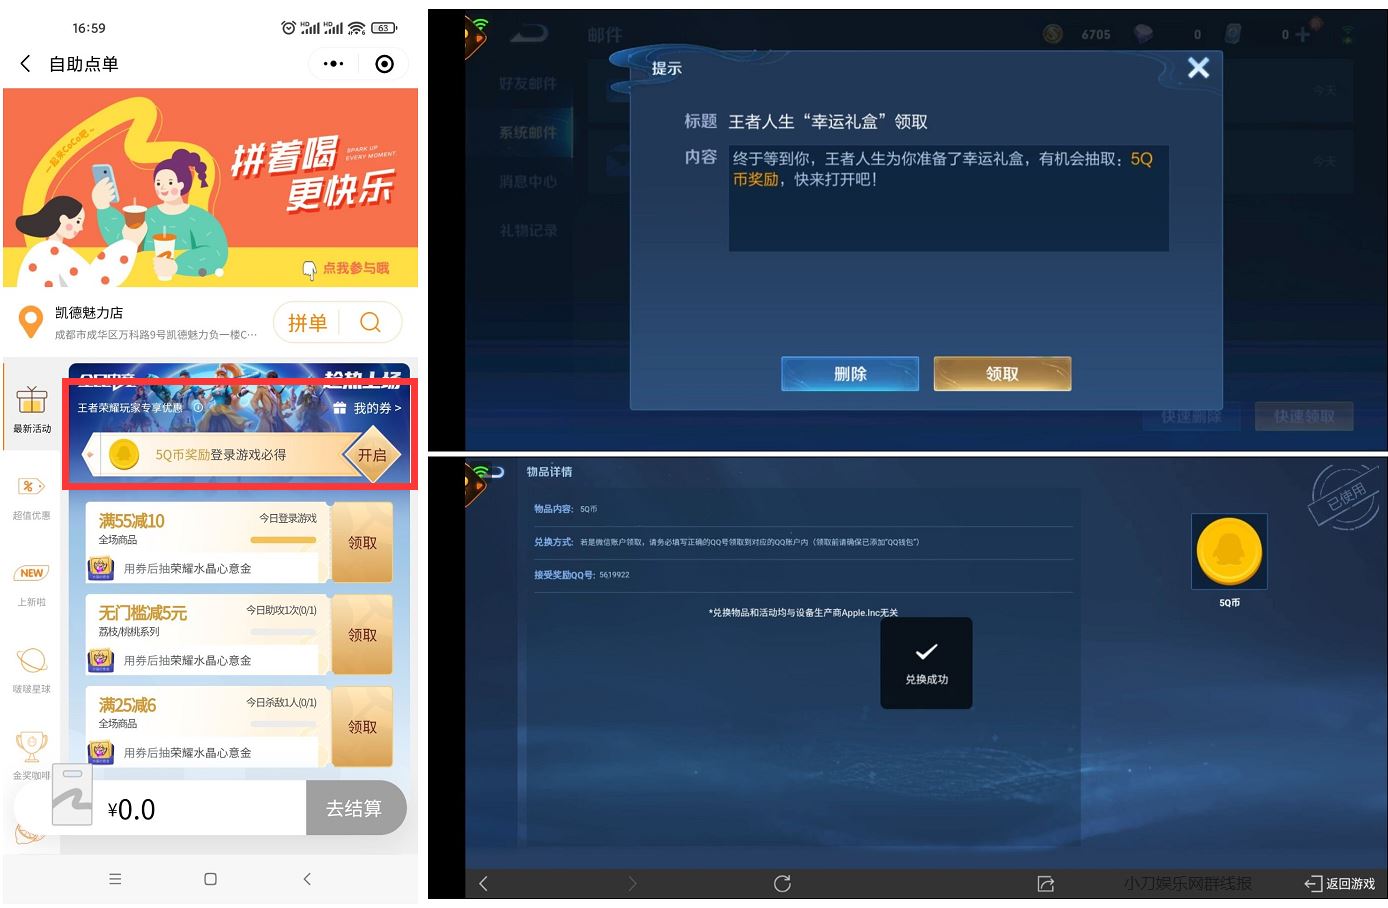 16:59
HD
HD
63
自助点单
一起来CoCo吧~
拼着喝
更快乐
SPARK UP
EVERY MOMENT.
点我参与哦
凯德魅力店
成都市成华区万科路9号凯德魅力负一楼C…
拼单
最新活动
超值优惠
NEW
上新啦
啵啵星球
金奖咖啡
王者荣耀玩家专享优惠
我的券 >
5Q币奖励登录游戏必得
开启
满55减10
今日登录游戏
全场商品
用券后抽荣耀水晶心意金
领取
无门槛减5元
今日助攻1次(0/1)
荔枝/桃桃系列
用券后抽荣耀水晶心意金
领取
满25减6
今日杀敌1人(0/1)
全场商品
用券后抽荣耀水晶心意金
领取
¥0.0
去结算
邮件
6705
0
0
好友邮件
系统邮件
消息中心
礼物记录
今天
今天
提示
标题 王者人生“幸运礼盒”领取
内容 终于等到你，王者人生为你准备了幸运礼盒，有机会抽取：5Q
币奖励，快来打开吧！
删除
领取
快速删除
快速领取
物品详情
物品内容: 5Q币
兑换方式: 若是微信账户领取，请务必填写正确的QQ号领取到对应的QQ账户内（领取前请确保已添加“QQ钱包”）
接受奖励QQ号: 5619922
*兑换物品和活动均与设备生产商Apple.Inc无关
兑换成功
已使用
5Q币
小刀娱乐网群线报
返回游戏